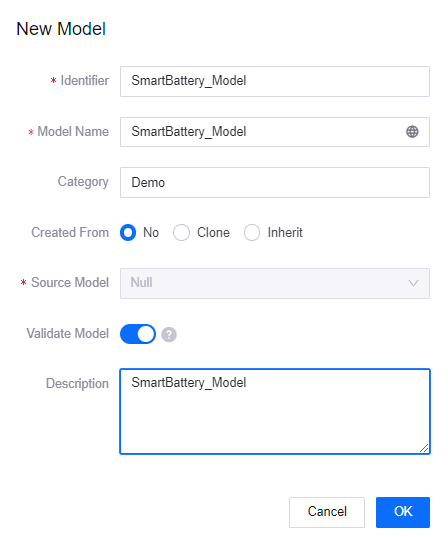 New Model
* Identifier SmartBattery_Model
* Model Name SmartBattery_Model
Category Demo
Created From No Clone Inherit
* Source Model Null
Validate Model ?
Description SmartBattery_Model
Cancel OK